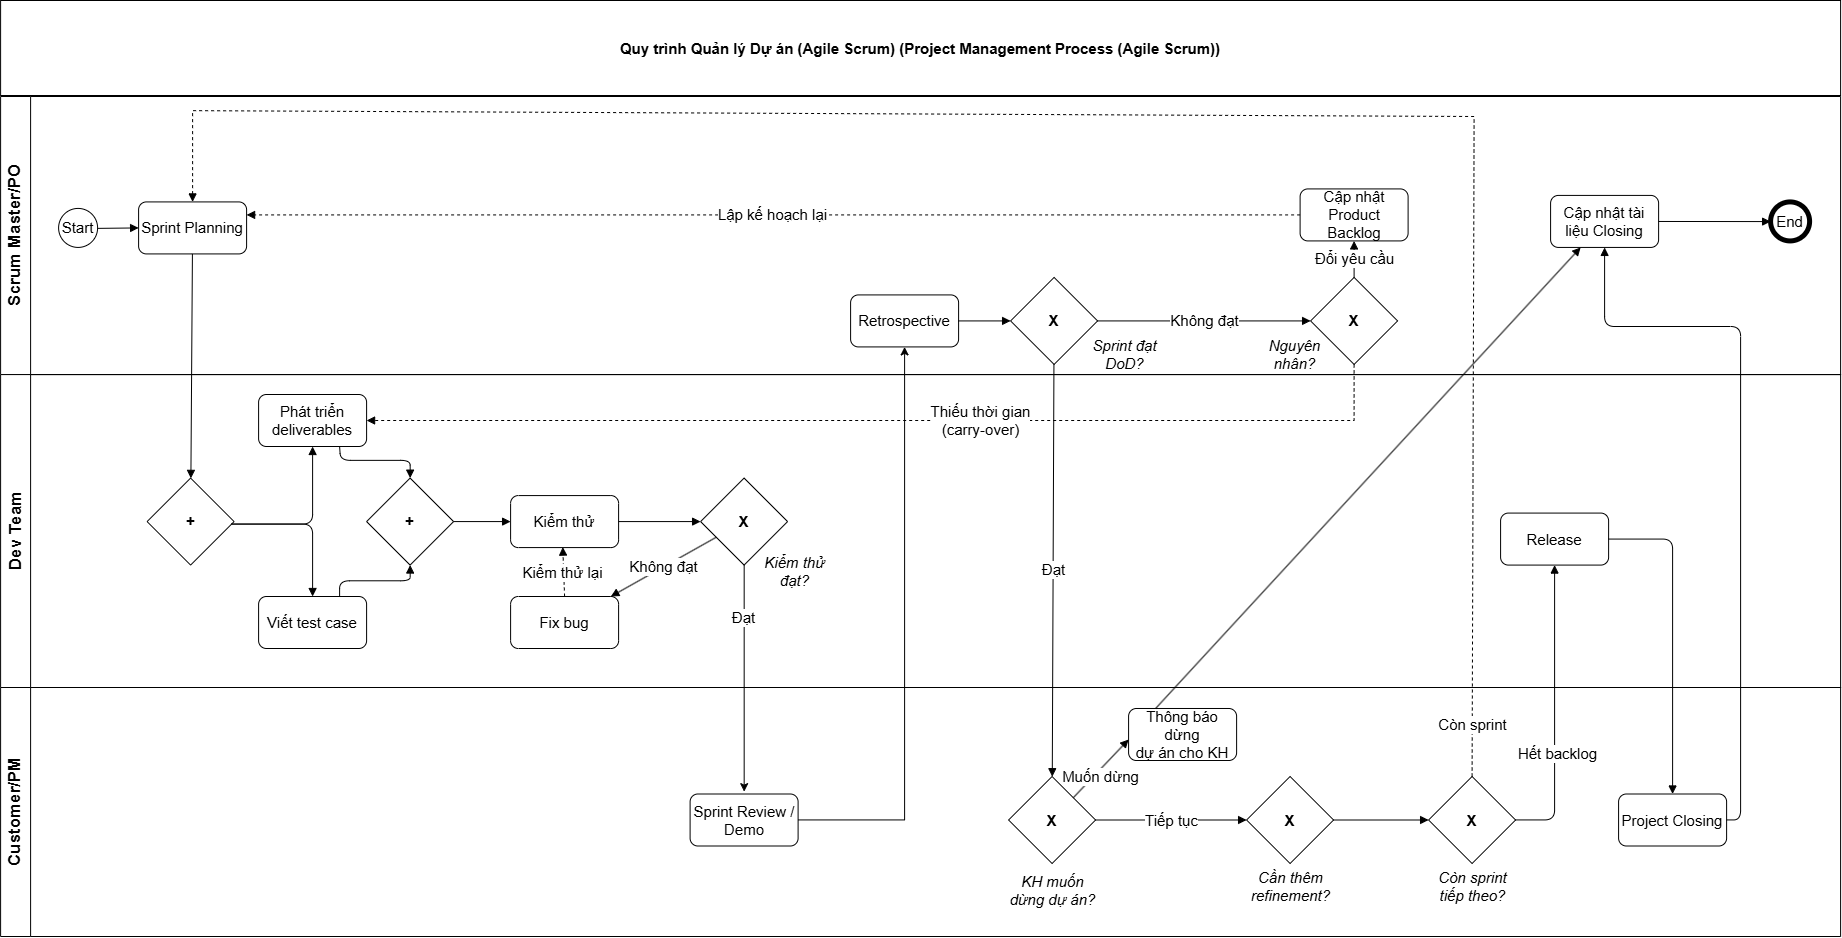 Quy trình Quản lý Dự án (Agile Scrum) (Project Management Process (Agile Scrum))
Scrum Master/PO
Start
Sprint Planning
Lập kế hoạch lại
Cập nhật
Product
Backlog
Đổi yêu cầu
Cập nhật tài
liệu Closing
End
Retrospective
X
Sprint đạt
DoD?
Không đạt
X
Nguyên
nhân?
Dev Team
Phát triển
deliverables
Thiếu thời gian
(carry-over)
+
+
Kiểm thử
X
Kiểm thử
đạt?
Không đạt
Kiểm thử lại
Viết test case
Fix bug
Đạt
Đạt
Release
Customer/PM
Thông báo
dừng
dự án cho KH
Còn sprint
Hết backlog
Muốn dừng
Sprint Review /
Demo
X
Tiếp tục
X
X
Project Closing
KH muốn
dừng dự án?
Cần thêm
refinement?
Còn sprint
tiếp theo?